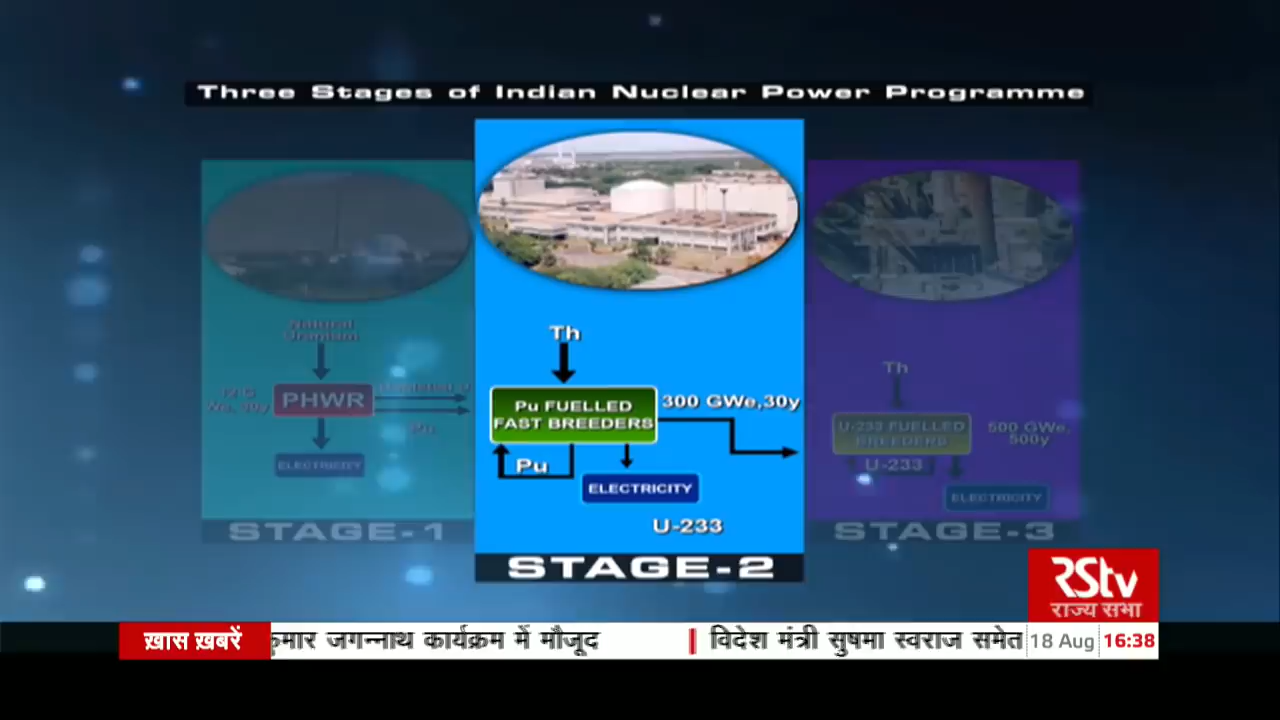 Three Stages of Indian Nuclear Power Programme
Natural
Uranium
PHWR
Pu
ELECTRICITY
STAGE-1
Th
Pu FUELLED
FAST BREEDERS
300 GWe,30y
Pu
ELECTRICITY
U-233
STAGE-2
Th
U-233 FUELLED
BREEDERS
500 GWe,
500y
U-233
ELECTRICITY
STAGE-3
RStv
राज्य सभा
ख़ास ख़बरें
जगन्नाथ कार्यक्रम में मौजूद | विदेश मंत्री सुषमा स्वराज समेत
18 Aug 16:38